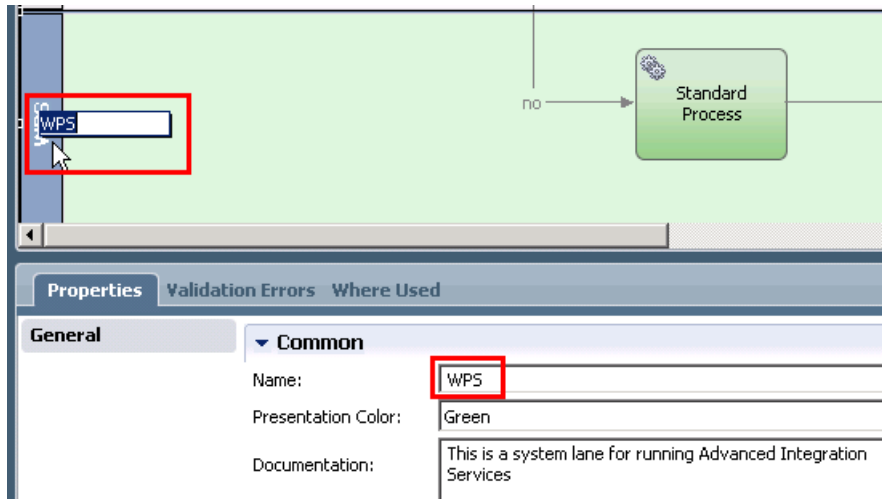 WPS
no
Standard
Process
Properties Validation Errors Where Used
General
Common
Name: WPS
Presentation Color: Green
Documentation: This is a system lane for running Advanced Integration
Services